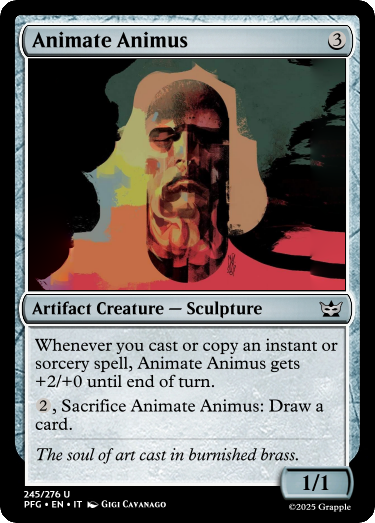 Animate Animus 3
Artifact Creature — Sculpture
Whenever you cast or copy an instant or
sorcery spell, Animate Animus gets
+2/+0 until end of turn.
2, Sacrifice Animate Animus: Draw a
card.
The soul of art cast in burnished brass.
1/1
245/276 U
PFG • EN • IT Gigi Cavanago
©2025 Grapple